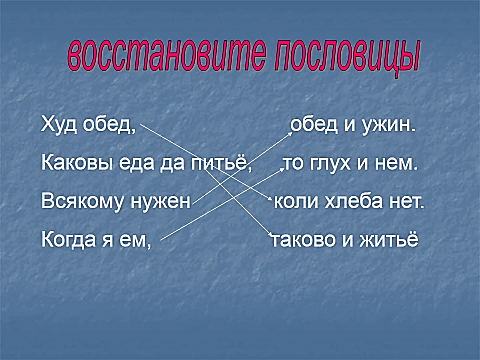 восстановите пословицы
Худ обед, обед и ужин.
Каковы еда да питьё, то глух и нем.
Всякому нужен коли хлеба нет.
Когда я ем, таково и житьё